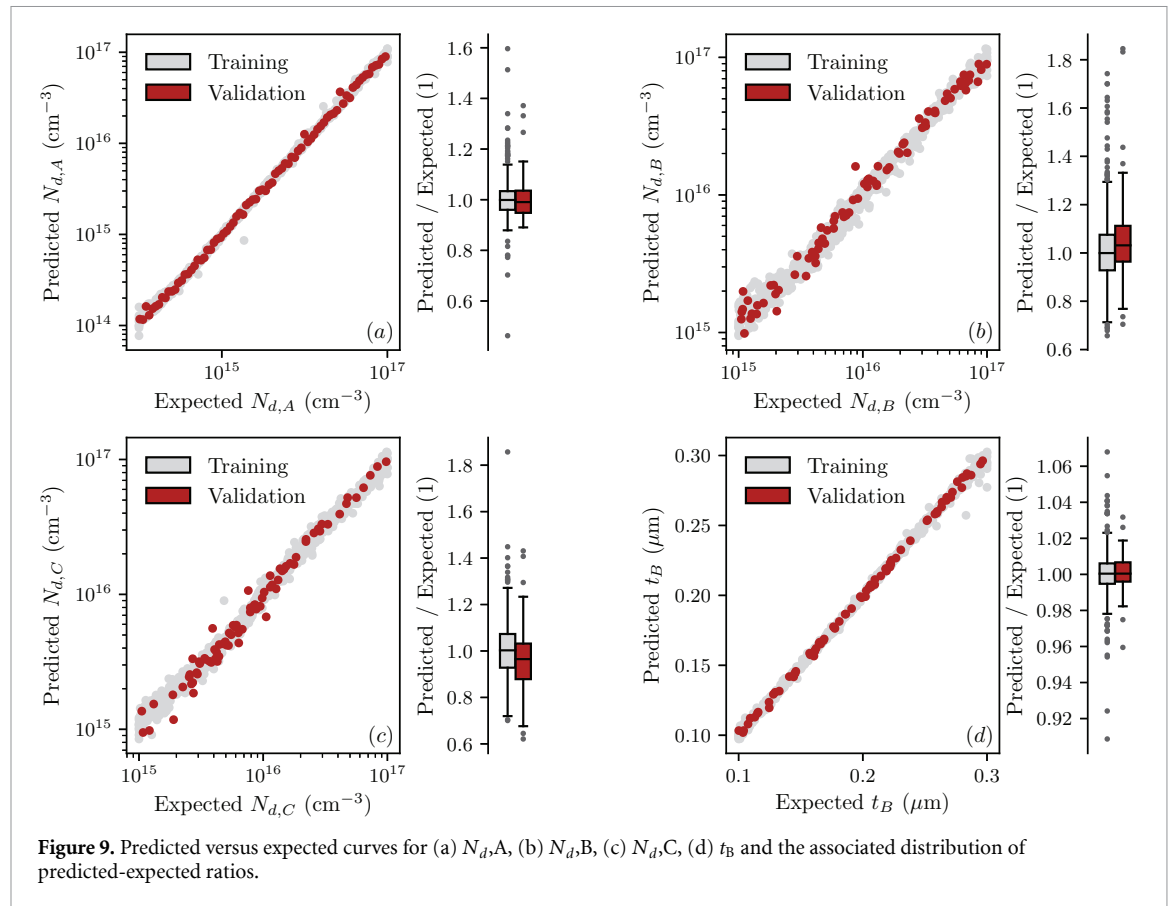 Training
Validation
(a)
10^17
10^16
10^15
10^14
Predicted N_{d,A} (cm^{−3})
10^15
10^17
Expected N_{d,A} (cm^{−3})
1.6
1.4
1.2
1.0
0.8
0.6
Predicted / Expected (1)
Training
Validation
(b)
10^17
10^16
10^15
Predicted N_{d,B} (cm^{−3})
10^15
10^16
10^17
Expected N_{d,B} (cm^{−3})
1.8
1.6
1.4
1.2
1.0
0.8
0.6
Predicted / Expected (1)
Training
Validation
(c)
10^17
10^16
10^15
Predicted N_{d,C} (cm^{−3})
10^15
10^16
10^17
Expected N_{d,C} (cm^{−3})
1.8
1.6
1.4
1.2
1.0
0.8
0.6
Predicted / Expected (1)
Training
Validation
(d)
0.30
0.25
0.20
0.15
0.10
Predicted t_B (μm)
0.1
0.2
0.3
Expected t_B (μm)
1.06
1.04
1.02
1.00
0.98
0.96
0.94
0.92
Predicted / Expected (1)
Figure 9. Predicted versus expected curves for (a) N_d,A, (b) N_d,B, (c) N_d,C, (d) t_B and the associated distribution of
predicted-expected ratios.